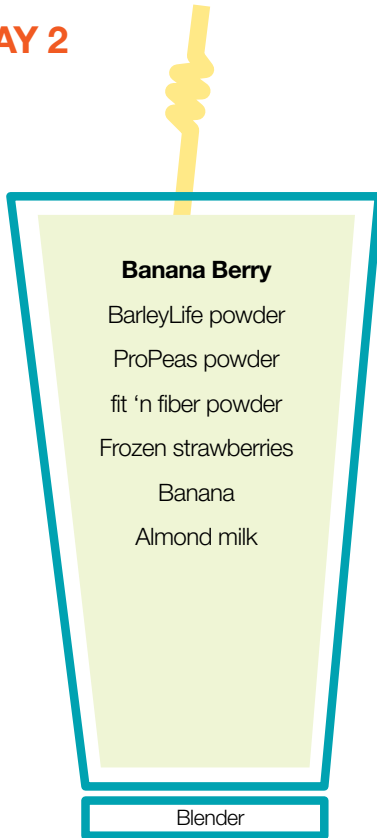 AY 2
Banana Berry
BarleyLife powder
ProPeas powder
fit ‘n fiber powder
Frozen strawberries
Banana
Almond milk
Blender